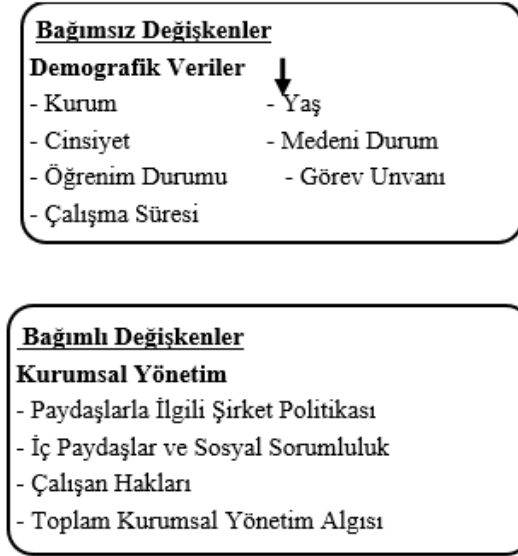 Bağımsız Değişkenler
Demografik Veriler
- Kurum - Yaş
- Cinsiyet - Medeni Durum
- Öğrenim Durumu - Görev Unvanı
- Çalışma Süresi
Bağımlı Değişkenler
Kurumsal Yönetim
- Paydaşlarla İlgili Şirket Politikası
- İç Paydaşlar ve Sosyal Sorumluluk
- Çalışan Hakları
- Toplam Kurumsal Yönetim Algısı